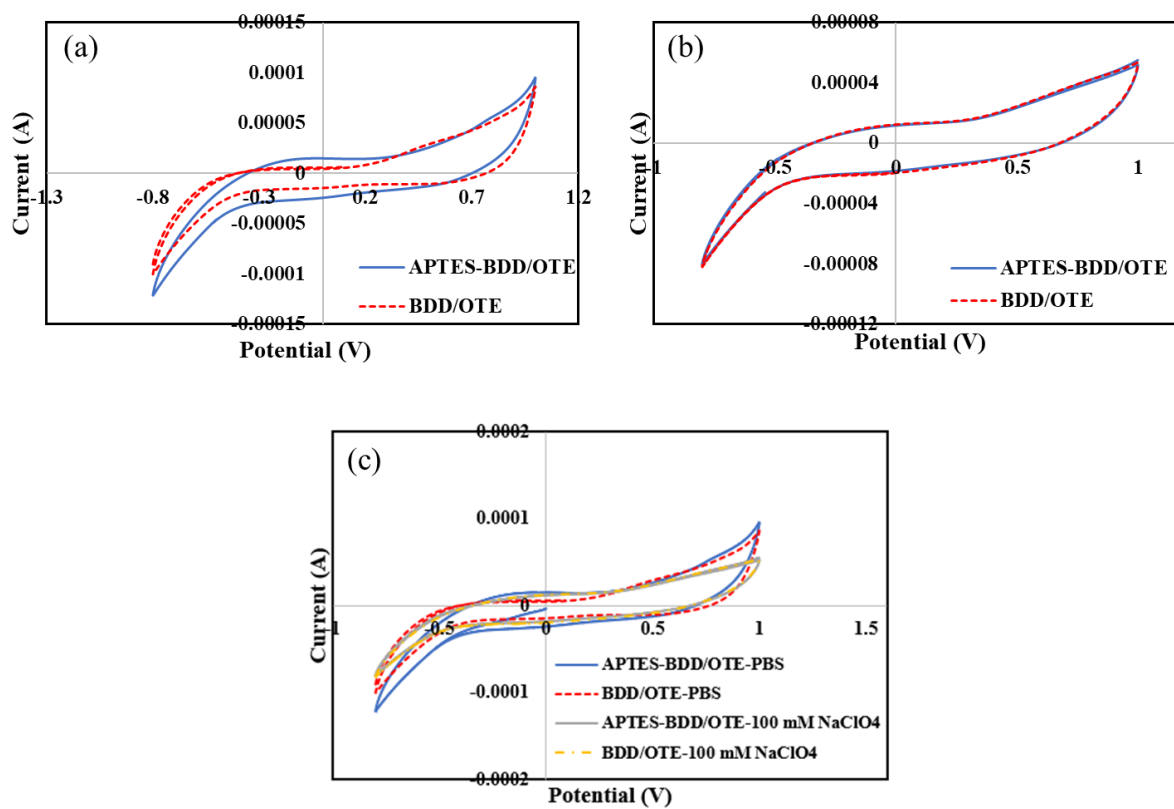 (a)
0.00015
0.0001
0.00005
0
-0.00005
-0.0001
-0.00015
-1.3
-0.8
-0.3
0.2
0.7
1.2
Current (A)
Potential (V)
APTES-BDD/OTE
BDD/OTE
(b)
0.00008
0.00004
0
-0.00004
-0.00008
-0.00012
-1
-0.5
0
0.5
1
Current (A)
Potential (V)
APTES-BDD/OTE
BDD/OTE
(c)
0.0002
0.0001
0
-0.0001
-0.0002
-1
-0.5
0
0.5
1
1.5
Current (A)
Potential (V)
APTES-BDD/OTE-PBS
BDD/OTE-PBS
APTES-BDD/OTE-100 mM NaClO4
BDD/OTE-100 mM NaClO4